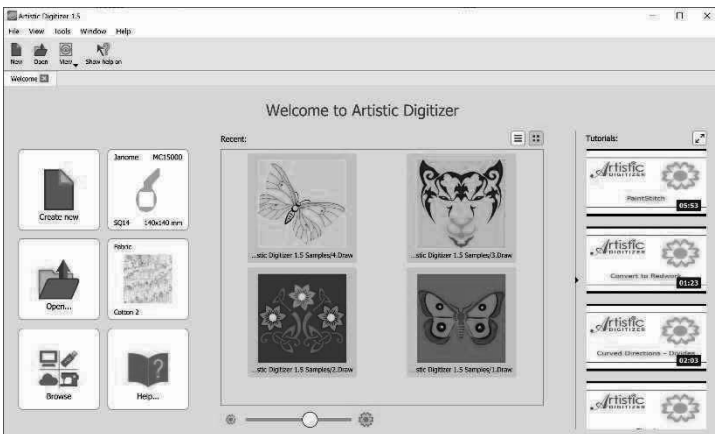 Artistic Digitizer 1.5
File View Tools Window Help
New Open View Show help on
Welcome
Welcome to Artistic Digitizer
Recent:
Tutorials:
Create new
Janome MC15000
SQ14 140x140 mm
Open...
Fabric
Cotton 2
Browse
Help...
...stic Digitizer 1.5 Samples/4.Draw
...stic Digitizer 1.5 Samples/3.Draw
...stic Digitizer 1.5 Samples/2.Draw
...stic Digitizer 1.5 Samples/1.Draw
Artistic
DIGITIZER
PaintStitch
05:53
Artistic
DIGITIZER
Convert to Redwork
01:23
Artistic
DIGITIZER
Curved Directions - Divides
02:03
Artistic
DIGITIZER